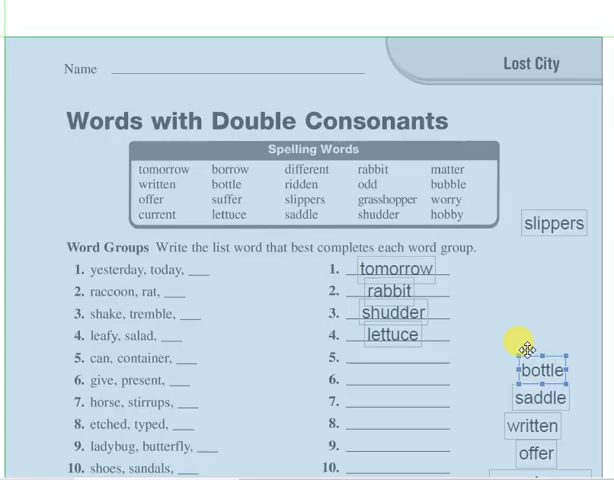 Lost City
Name
Words with Double Consonants
Spelling Words
tomorrow borrow different rabbit matter
written bottle ridden odd bubble
offer suffer slippers grasshopper worry
current lettuce saddle shudder hobby
slippers
Word Groups Write the list word that best completes each word group.
1. yesterday, today, ___ 1. tomorrow
2. raccoon, rat, ___ 2. rabbit
3. shake, tremble, ___ 3. shudder
4. leafy, salad, ___ 4. lettuce
5. can, container, ___ 5.
bottle
6. give, present, ___ 6.
saddle
7. horse, stirrups, ___ 7.
8. etched, typed, ___ 8.
written
9. ladybug, butterfly, ___ 9.
offer
10. shoes, sandals, ___ 10.